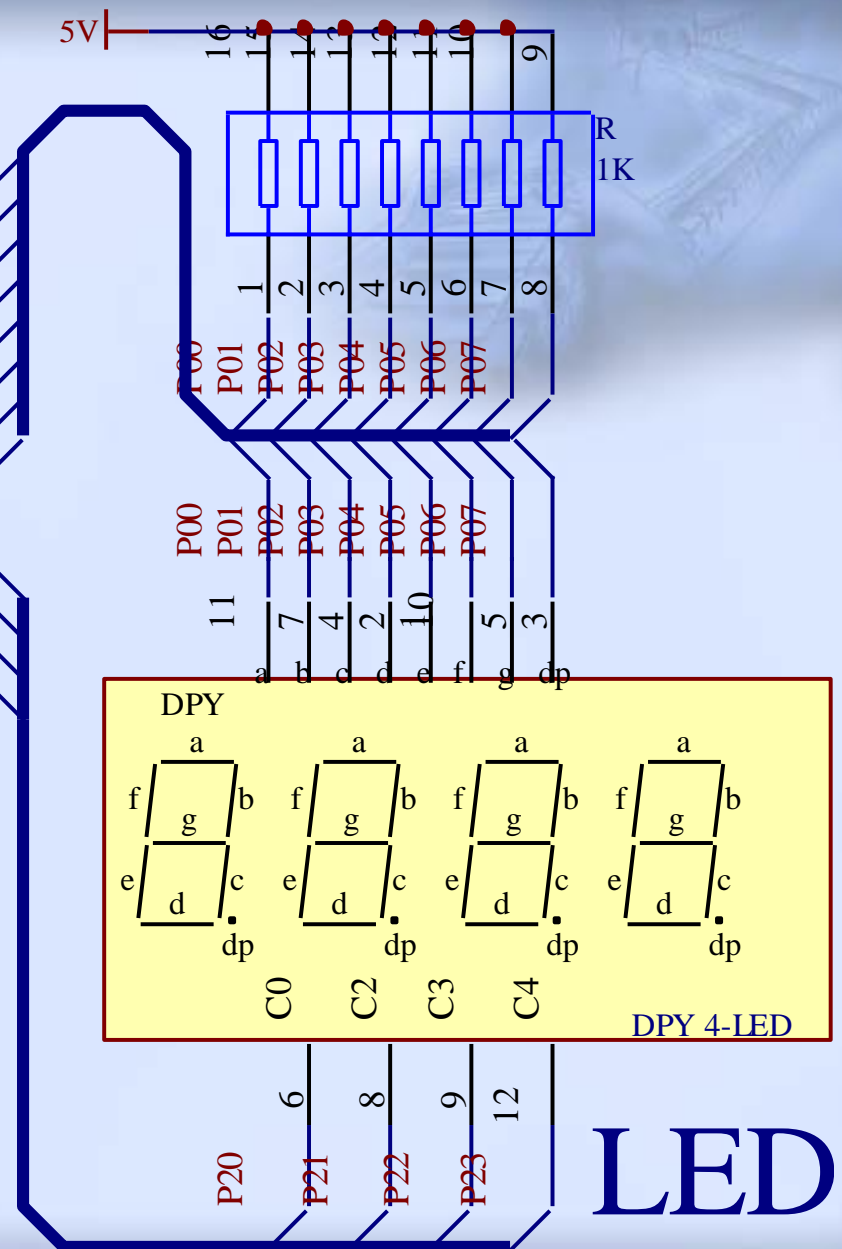 5V
16 15 14 13 12 11 10 9
R
1K
1 2 3 4 5 6 7 8
P00 P01 P02 P03 P04 P05 P06 P07
P00 P01 P02 P03 P04 P05 P06 P07
11 7 4 2 10 5 3
a b c d e f g dp
DPY
a a a a
f b f b f b f b
g g g g
e c e c e c e c
d d d d
dp dp dp dp
C0 C2 C3 C4
DPY 4-LED
6 8 9 12
P20 P21 P22 P23
LED